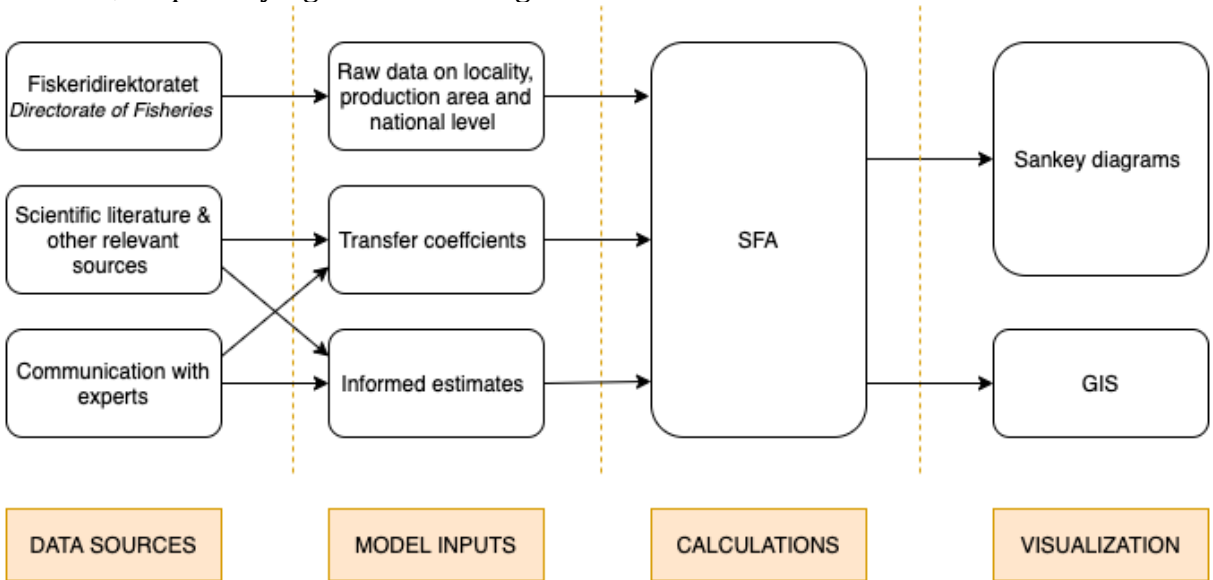 Fiskeridirektoratet
Directorate of Fisheries
Raw data on locality,
production area and
national level
Scientific literature &
other relevant
sources
Transfer coeffcients
SFA
Sankey diagrams
Communication with
experts
Informed estimates
GIS
DATA SOURCES
MODEL INPUTS
CALCULATIONS
VISUALIZATION